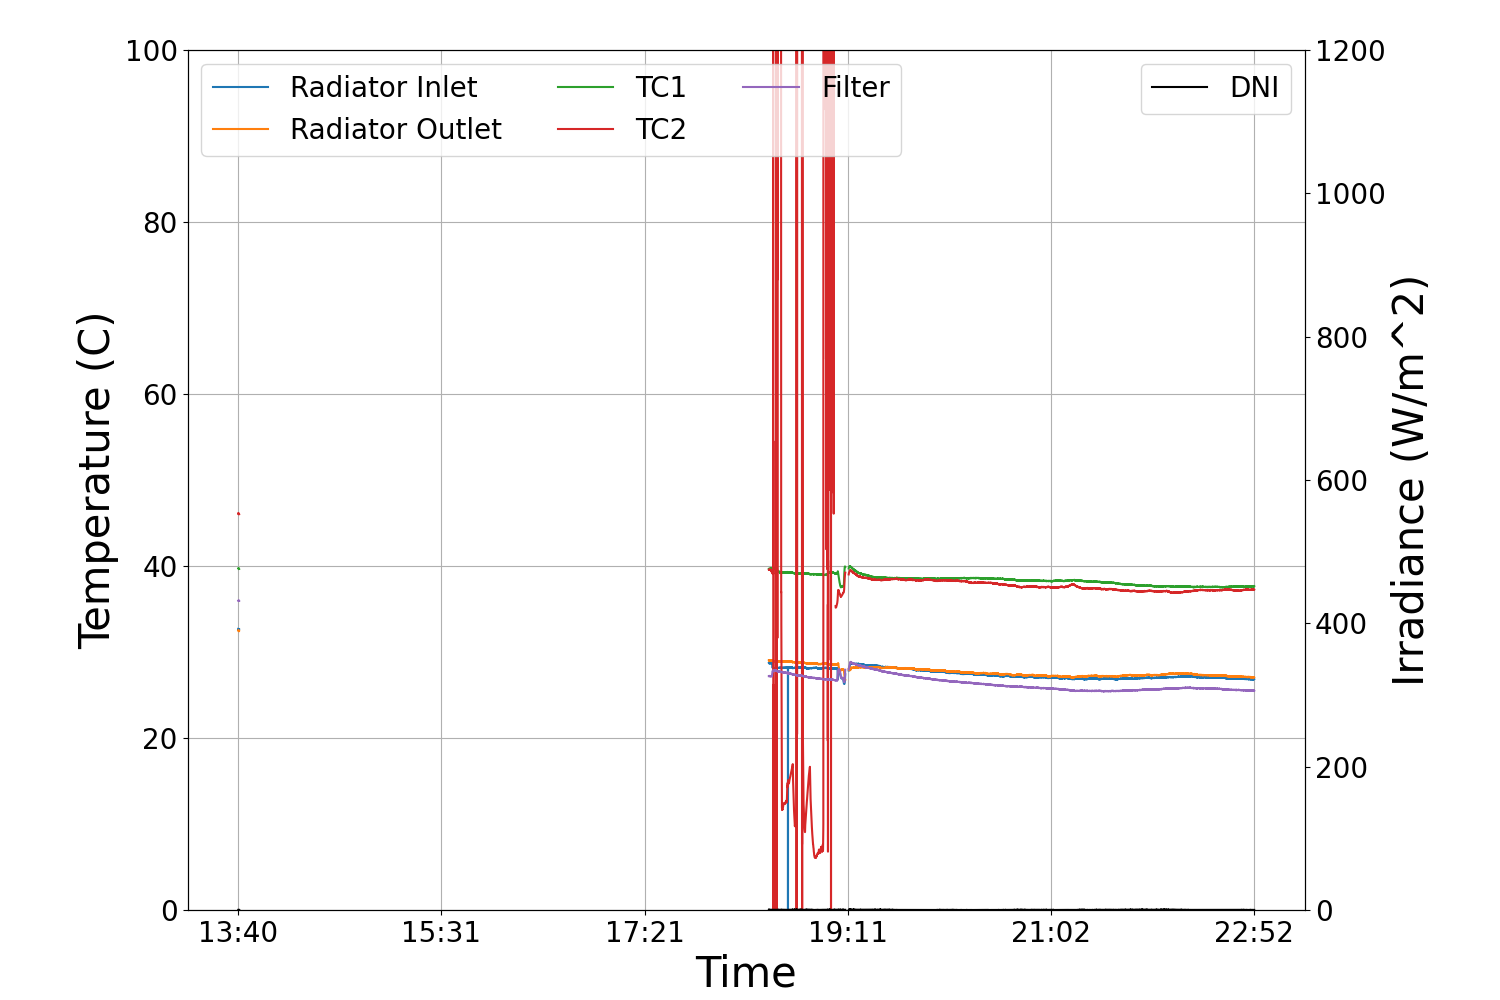 100
80
60
40
20
0
Temperature (C)
Radiator Inlet
Radiator Outlet
TC1
TC2
Filter
DNI
1200
1000
800
600
400
200
0
Irradiance (W/m^2)
13:40 15:31 17:21 19:11 21:02 22:52
Time